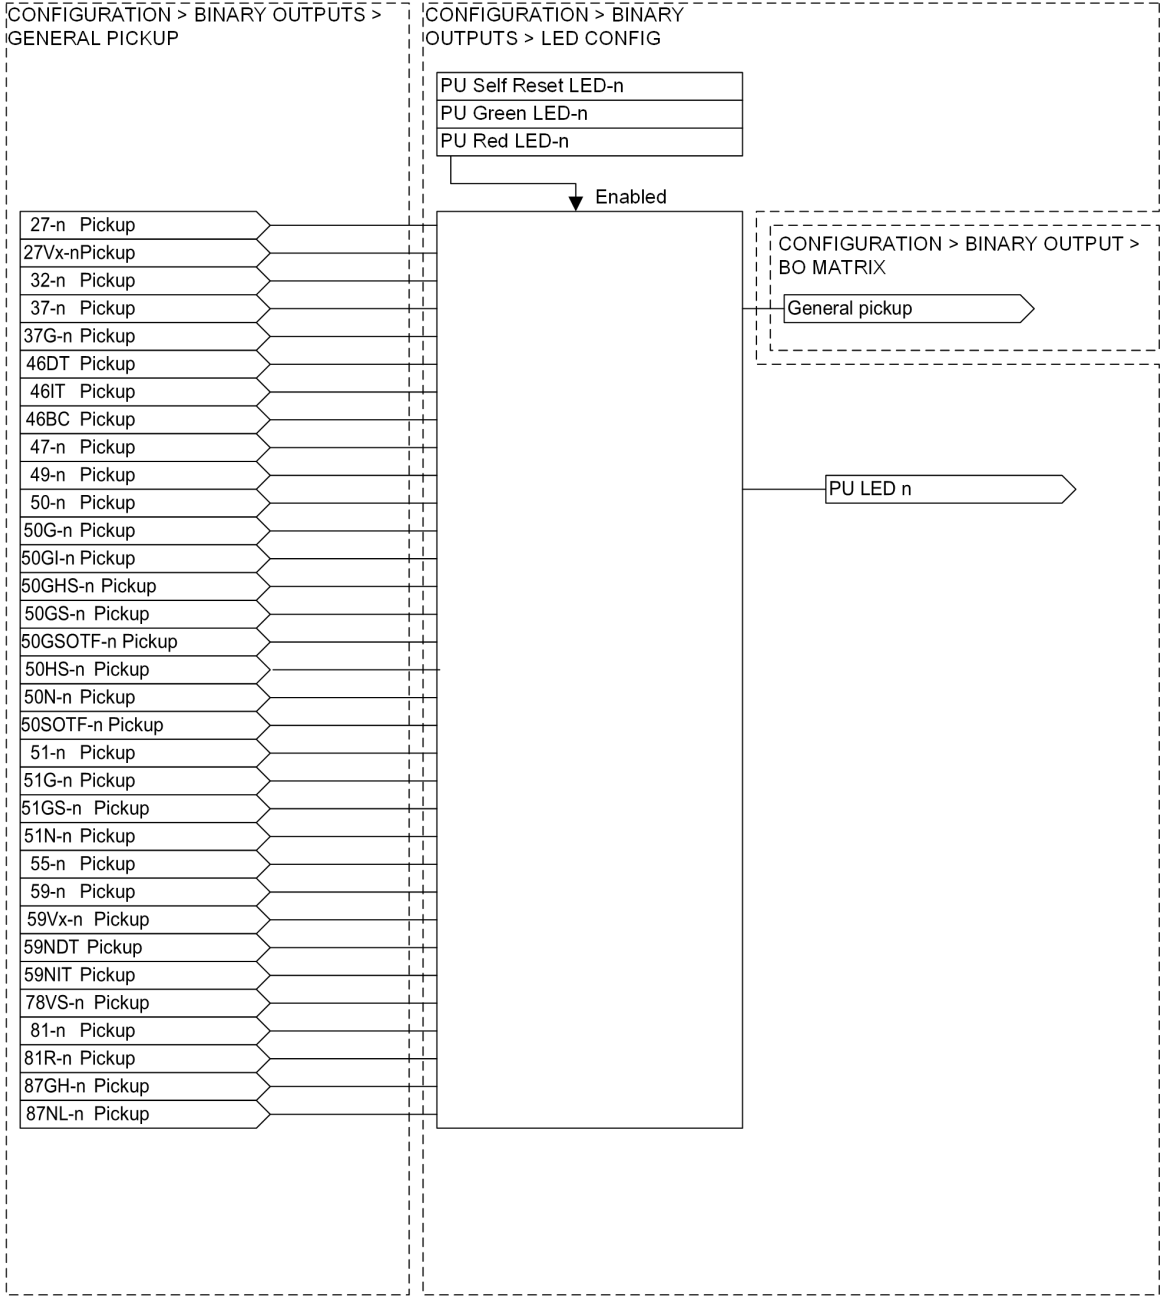 CONFIGURATION > BINARY OUTPUTS >
GENERAL PICKUP
CONFIGURATION > BINARY
OUTPUTS > LED CONFIG
PU Self Reset LED-n
PU Green LED-n
PU Red LED-n
Enabled
27-n Pickup
27Vx-nPickup
32-n Pickup
37-n Pickup
37G-n Pickup
46DT Pickup
46IT Pickup
46BC Pickup
47-n Pickup
49-n Pickup
50-n Pickup
50G-n Pickup
50GI-n Pickup
50GHS-n Pickup
50GS-n Pickup
50GSOTF-n Pickup
50HS-n Pickup
50N-n Pickup
50SOTF-n Pickup
51-n Pickup
51G-n Pickup
51GS-n Pickup
51N-n Pickup
55-n Pickup
59-n Pickup
59Vx-n Pickup
59NDT Pickup
59NIT Pickup
78VS-n Pickup
81-n Pickup
81R-n Pickup
87GH-n Pickup
87NL-n Pickup
CONFIGURATION > BINARY OUTPUT >
BO MATRIX
General pickup
PU LED n